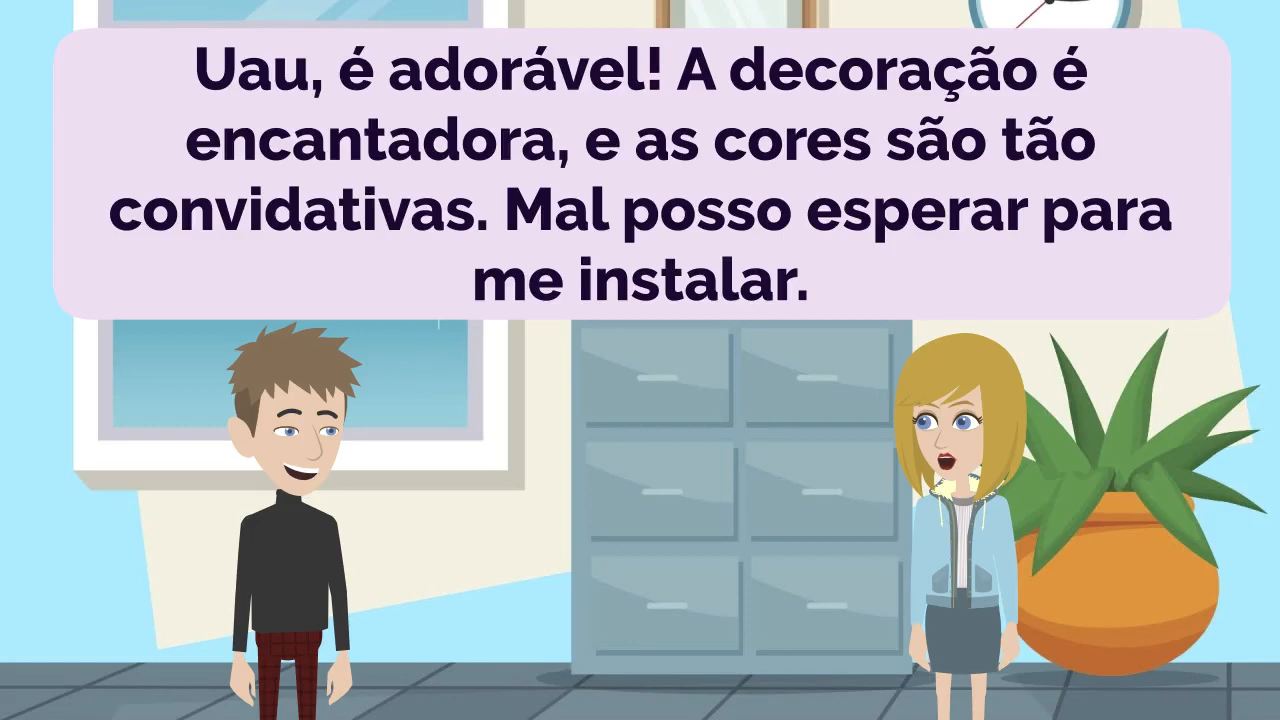 Uau, é adorável! A decoração é
encantadora, e as cores são tão
convidativas. Mal posso esperar para
me instalar.